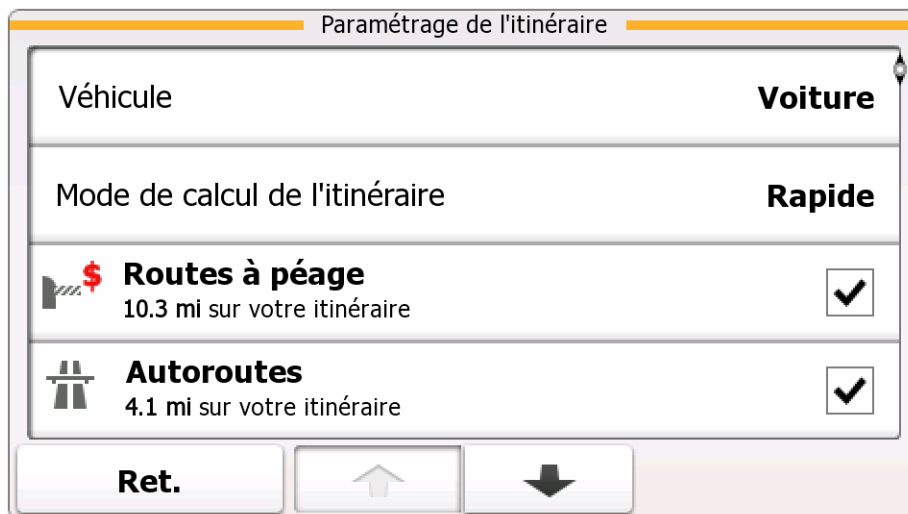 Paramétrage de l'itinéraire
Véhicule Voiture
Mode de calcul de l'itinéraire Rapide
$ Routes à péage
10.3 mi sur votre itinéraire
Autoroutes
4.1 mi sur votre itinéraire
Ret.